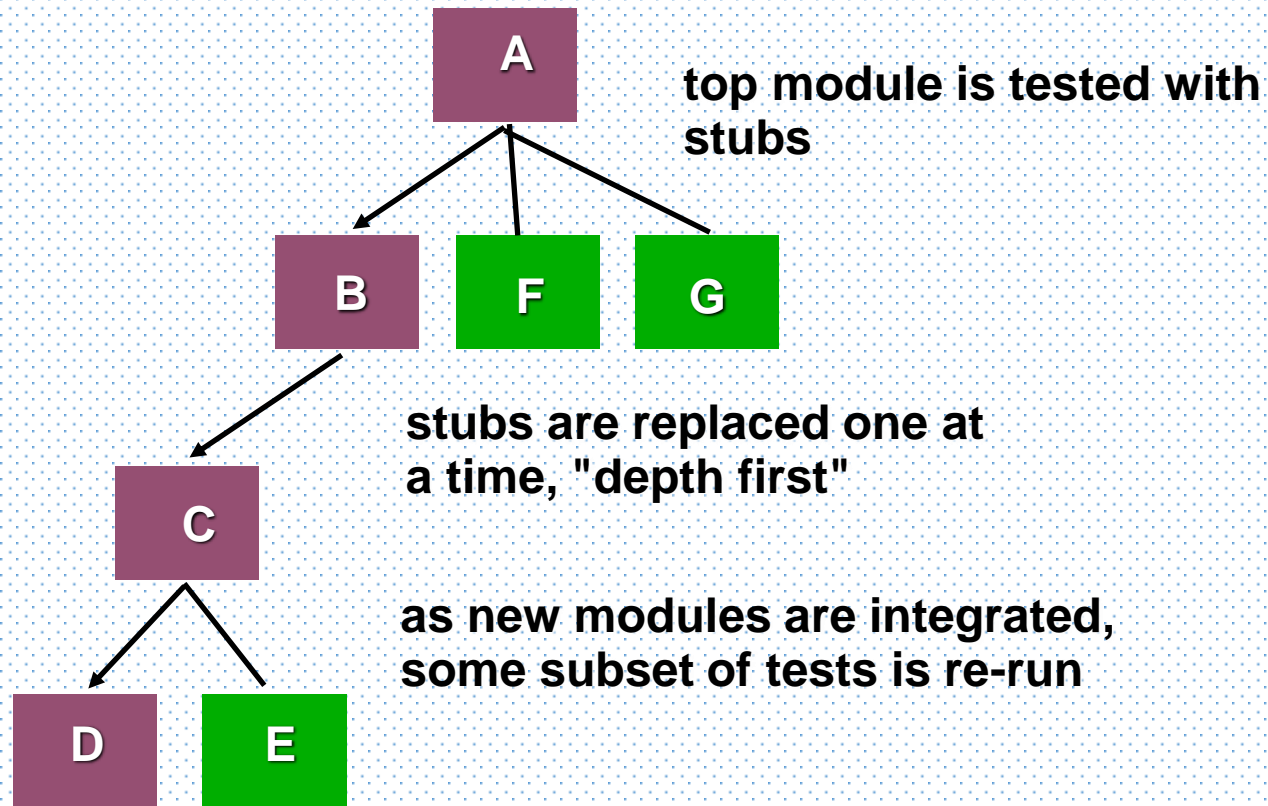 A
top module is tested with
stubs
B
F
G
stubs are replaced one at
a time, "depth first"
C
as new modules are integrated,
some subset of tests is re-run
D
E